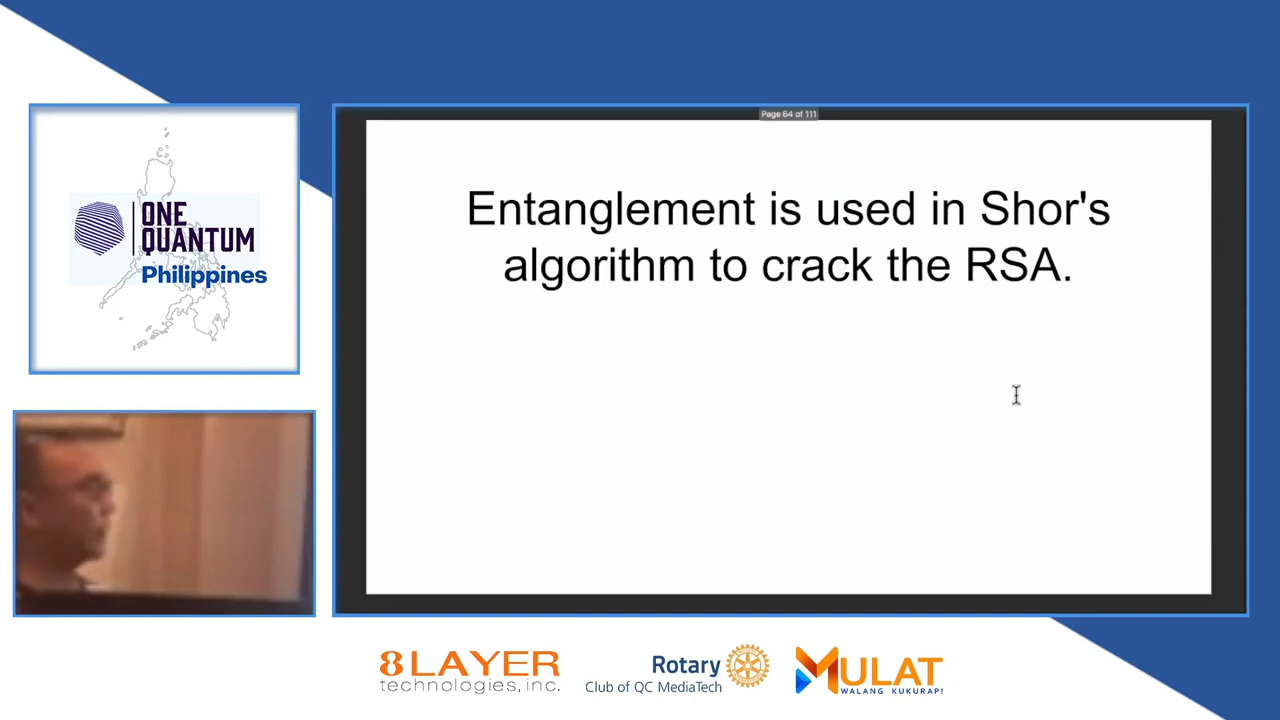 Page 64 of 111
Entanglement is used in Shor's
algorithm to crack the RSA.
ONE
QUANTUM
Philippines
8LAYER
technologies, inc.
Rotary
Club of QC MediaTech
MULAT
WALANG KUKURAP!